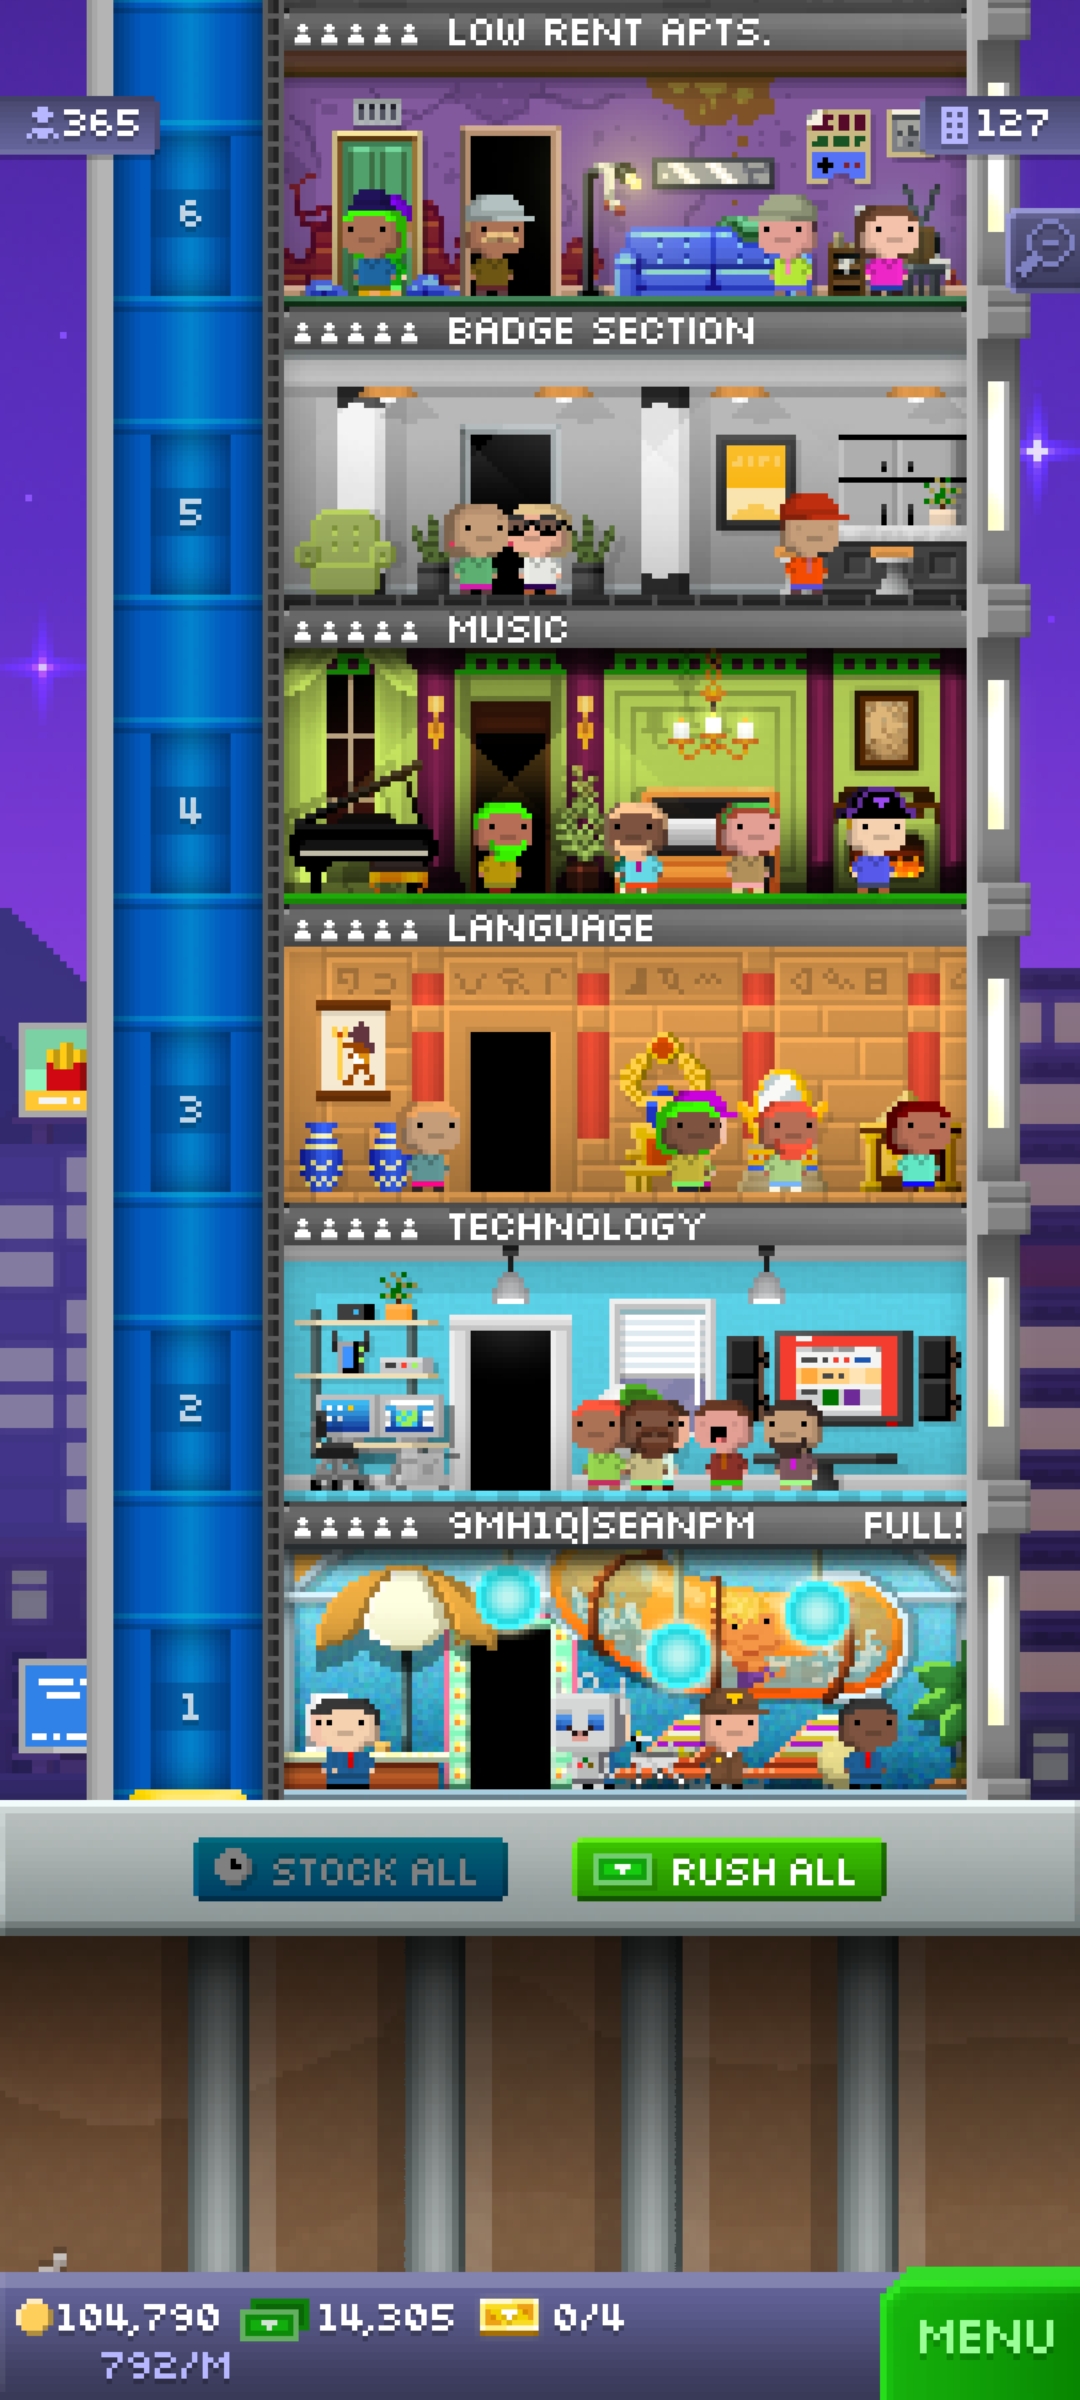 LOW RENT APTS.
365
127
6
BADGE SECTION
5
MUSIC
4
LANGUAGE
3
TECHNOLOGY
2
9MH1Q|SEANPM FULL!
1
STOCK ALL
RUSH ALL
104,790 14,305 0/4
792/M
MENU